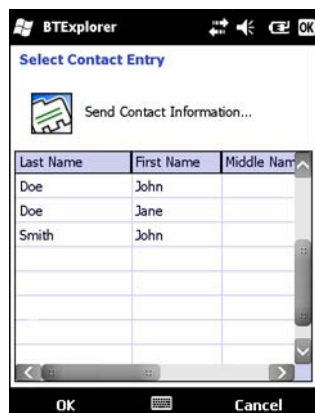 BTExplorer OK
Select Contact Entry
Send Contact Information...
Last Name First Name Middle Nam
Doe John
Doe Jane
Smith John
OK Cancel